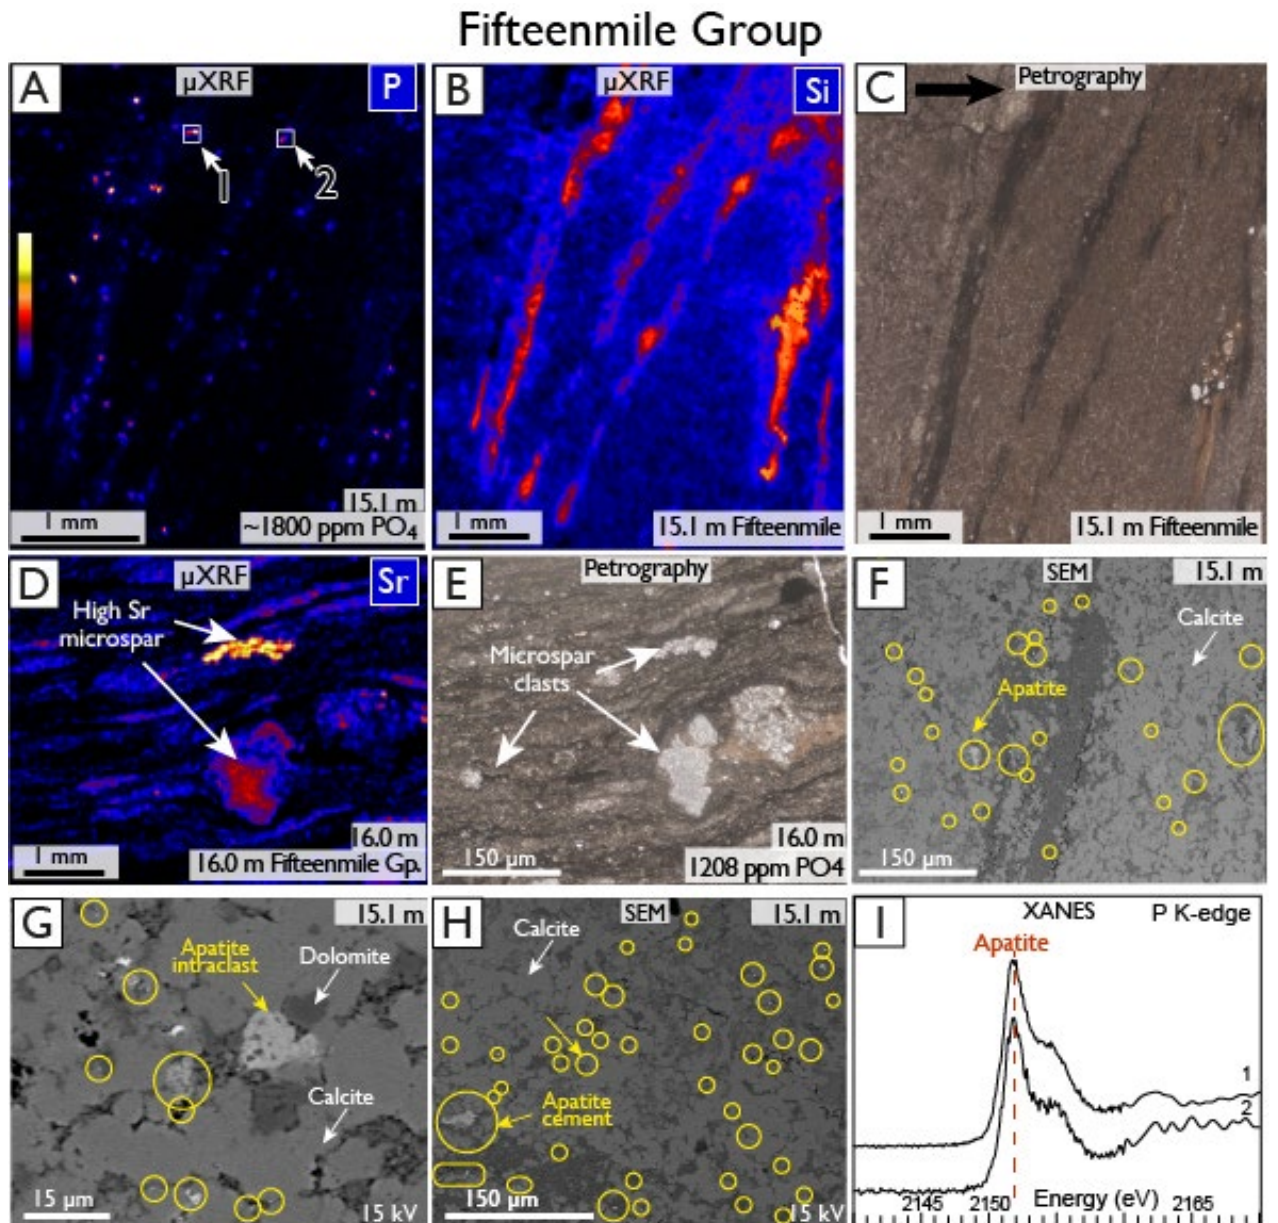 Fifteenmile Group
A
μXRF
P
1
2
15.1 m
1 mm
~1800 ppm PO4
B
μXRF
Si
1 mm
15.1 m Fifteenmile
C
Petrography
1 mm
15.1 m Fifteenmile
D
μXRF
Sr
High Sr
microspar
16.0 m
1 mm
16.0 m Fifteenmile Gp.
E
Petrography
Microspar
clasts
16.0 m
150 μm
1208 ppm PO4
F
SEM
15.1 m
Calcite
Apatite
150 μm
G
15.1 m
Apatite
intraclast
Dolomite
Calcite
15 μm
15 kV
H
SEM
15.1 m
Calcite
Apatite
cement
150 μm
15 kV
I
XANES
P K-edge
Apatite
1
2
2145
2150
Energy (eV)
2165